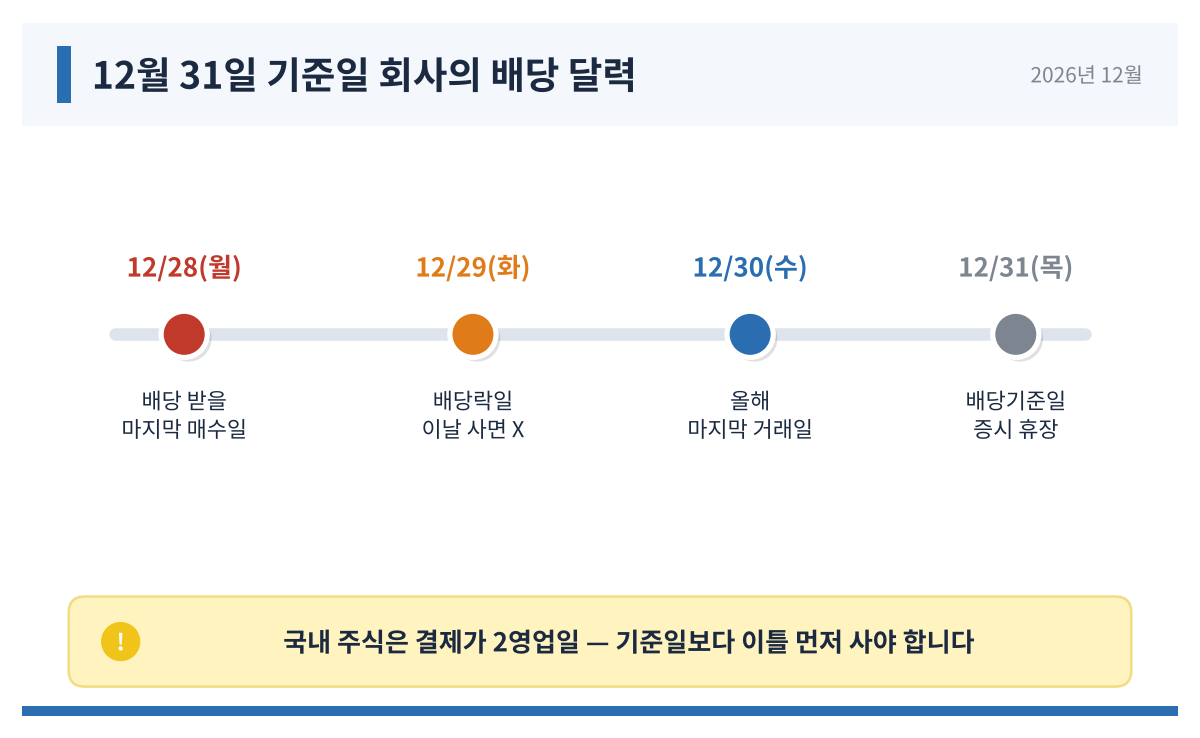 12월 31일 기준일 회사의 배당 달력
2026년 12월
12/28(월)
12/29(화)
12/30(수)
12/31(목)
배당 받을
마지막 매수일
배당락일
이날 사면 X
올해
마지막 거래일
배당기준일
증시 휴장
!
국내 주식은 결제가 2영업일 — 기준일보다 이틀 먼저 사야 합니다